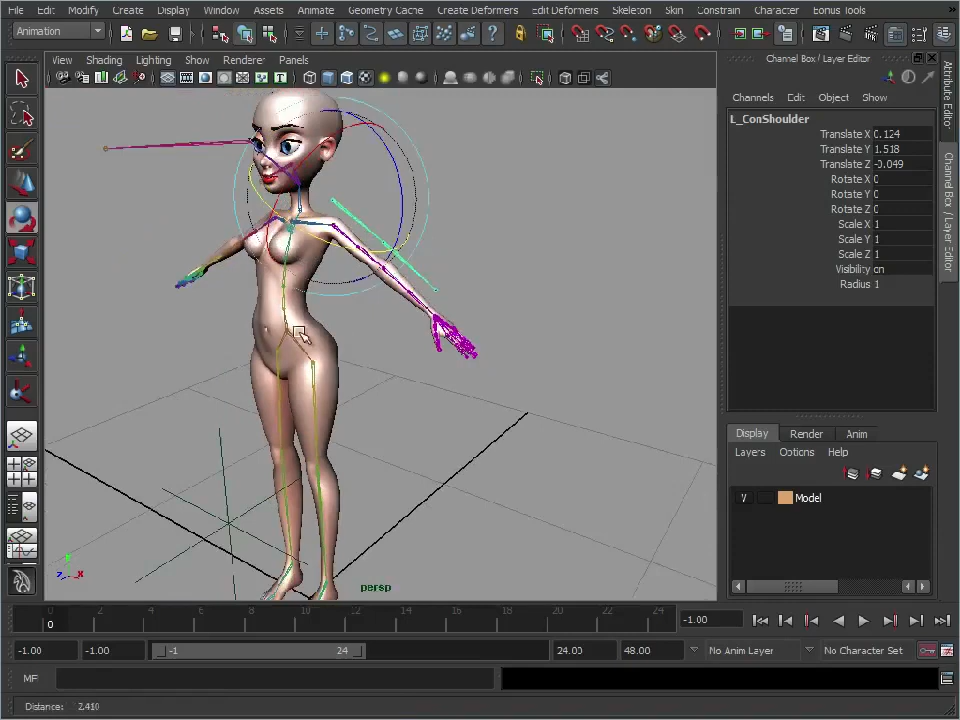 File Edit Modify Create Display Window Assets Animate Geometry Cache Create Deformers Edit Deformers Skeleton Skin Constrain Character Bonus Tools
Animation
View Shading Lighting Show Renderer Panels
Channel Box / Layer Editor
Channels Edit Object Show
L_ConShoulder
Translate X 0.124
Translate Y 1.518
Translate Z -0.049
Rotate X 0
Rotate Y 0
Rotate Z 0
Scale X 1
Scale Y 1
Scale Z 1
Visibility on
Radius 1
Attribute Editor
Channel Box / Layer Editor
Display Render Anim
Layers Options Help
V Model
persp
y
z x
0 2 4 6 8 10 12 14 16 18 20 22 24
0
-1.00
-1.00 -1.00 -1 24 24.00 48.00 No Anim Layer No Character Set
MEL
Distance: 2.410